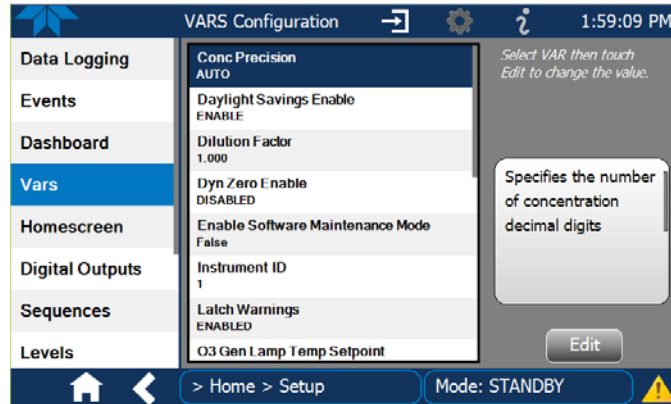 VARS Configuration
1:59:09 PM
Data Logging
Events
Dashboard
Vars
Homescreen
Digital Outputs
Sequences
Levels
Conc Precision
AUTO
Daylight Savings Enable
ENABLE
Dilution Factor
1.000
Dyn Zero Enable
DISABLED
Enable Software Maintenance Mode
False
Instrument ID
1
Latch Warnings
ENABLED
O3 Gen Lamp Temp Setpoint
Select VAR then touch
Edit to change the value.
Specifies the number
of concentration
decimal digits
Edit
> Home > Setup
Mode: STANDBY